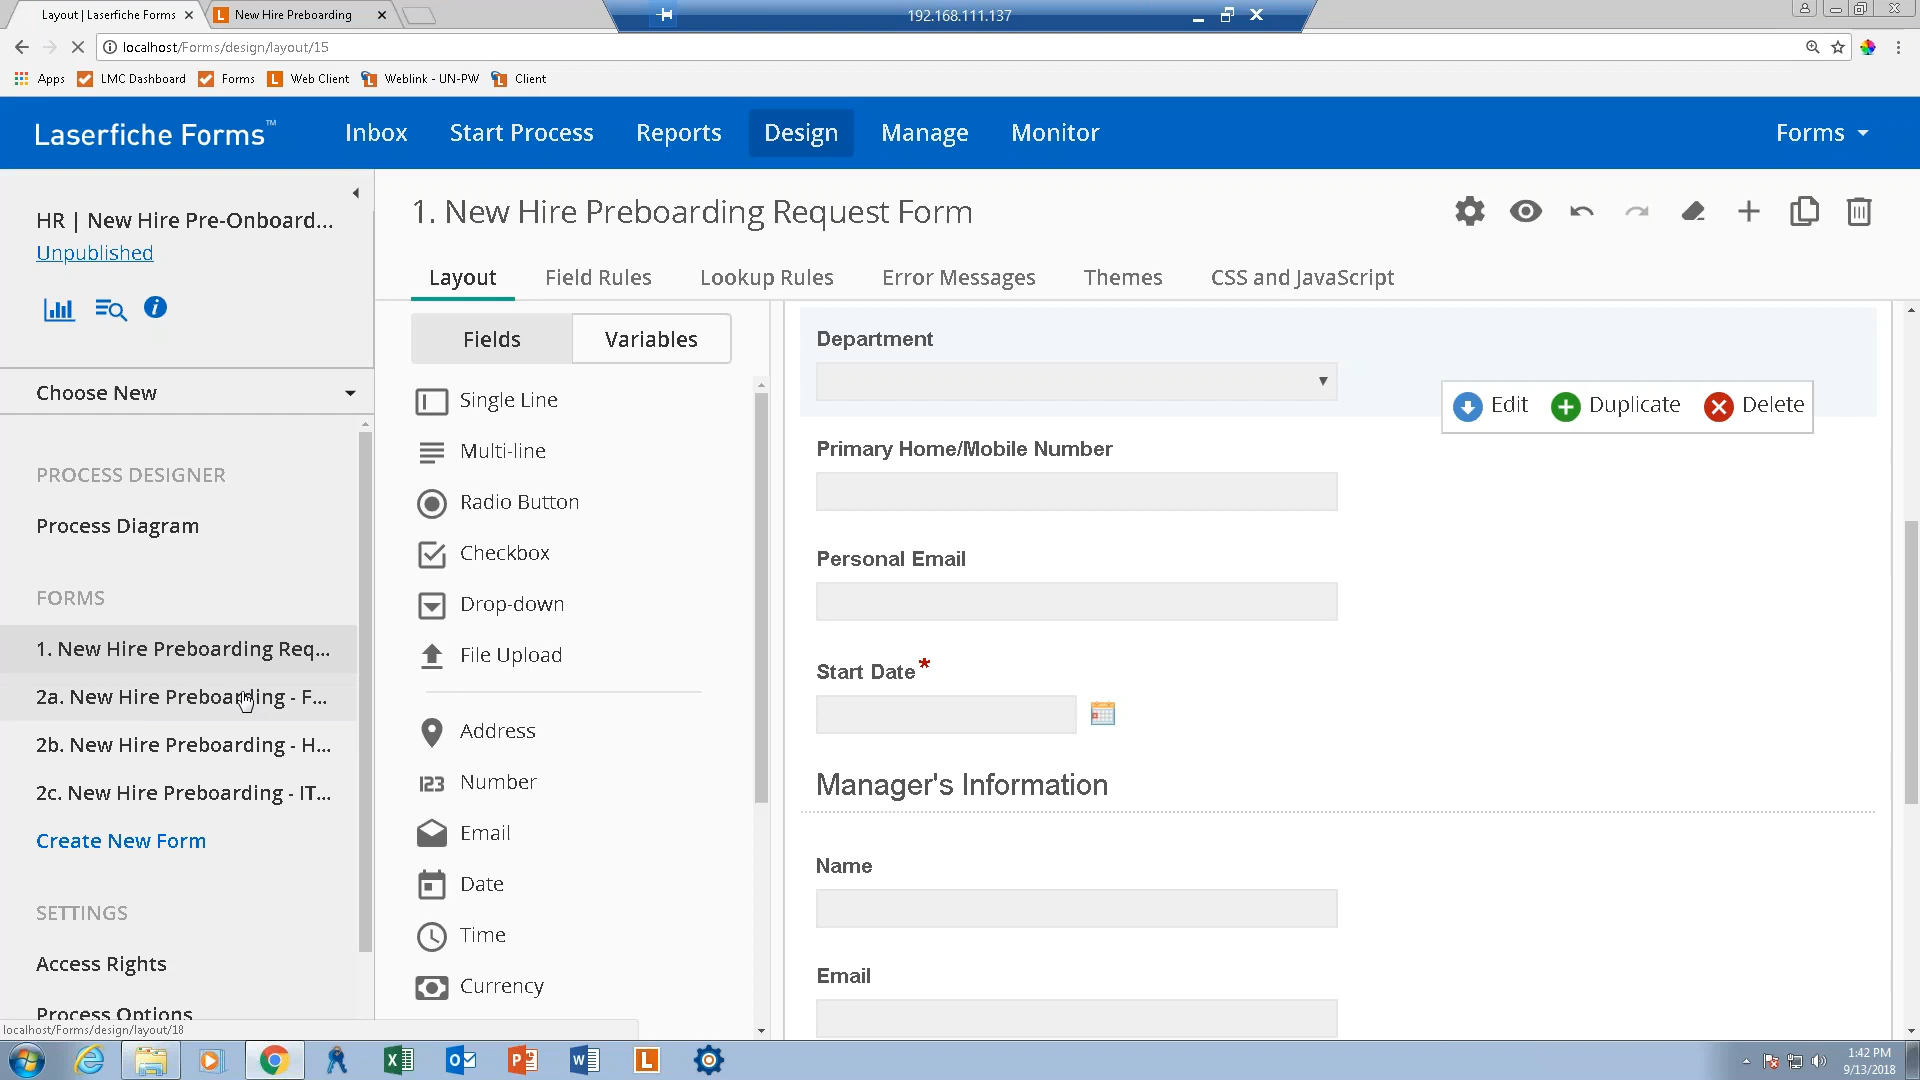 Layout | Laserfiche Forms
New Hire Preboarding
192.168.111.137
localhost/Forms/design/layout/15
Apps
LMC Dashboard
Forms
Web Client
Weblink - UN-PW
Client
Laserfiche Forms™
Inbox
Start Process
Reports
Design
Manage
Monitor
Forms
HR | New Hire Pre-Onboard...
Unpublished
Choose New
PROCESS DESIGNER
Process Diagram
FORMS
1. New Hire Preboarding Req...
2a. New Hire Preboarding - F...
2b. New Hire Preboarding - H...
2c. New Hire Preboarding - IT...
Create New Form
SETTINGS
Access Rights
Process Options
localhost/Forms/design/layout/18
1. New Hire Preboarding Request Form
Layout
Field Rules
Lookup Rules
Error Messages
Themes
CSS and JavaScript
Fields
Variables
Single Line
Multi-line
Radio Button
Checkbox
Drop-down
File Upload
Address
123 Number
Email
Date
Time
Currency
Department
Edit
Duplicate
Delete
Primary Home/Mobile Number
Personal Email
Start Date*
Manager's Information
Name
Email
1:42 PM
9/13/2018